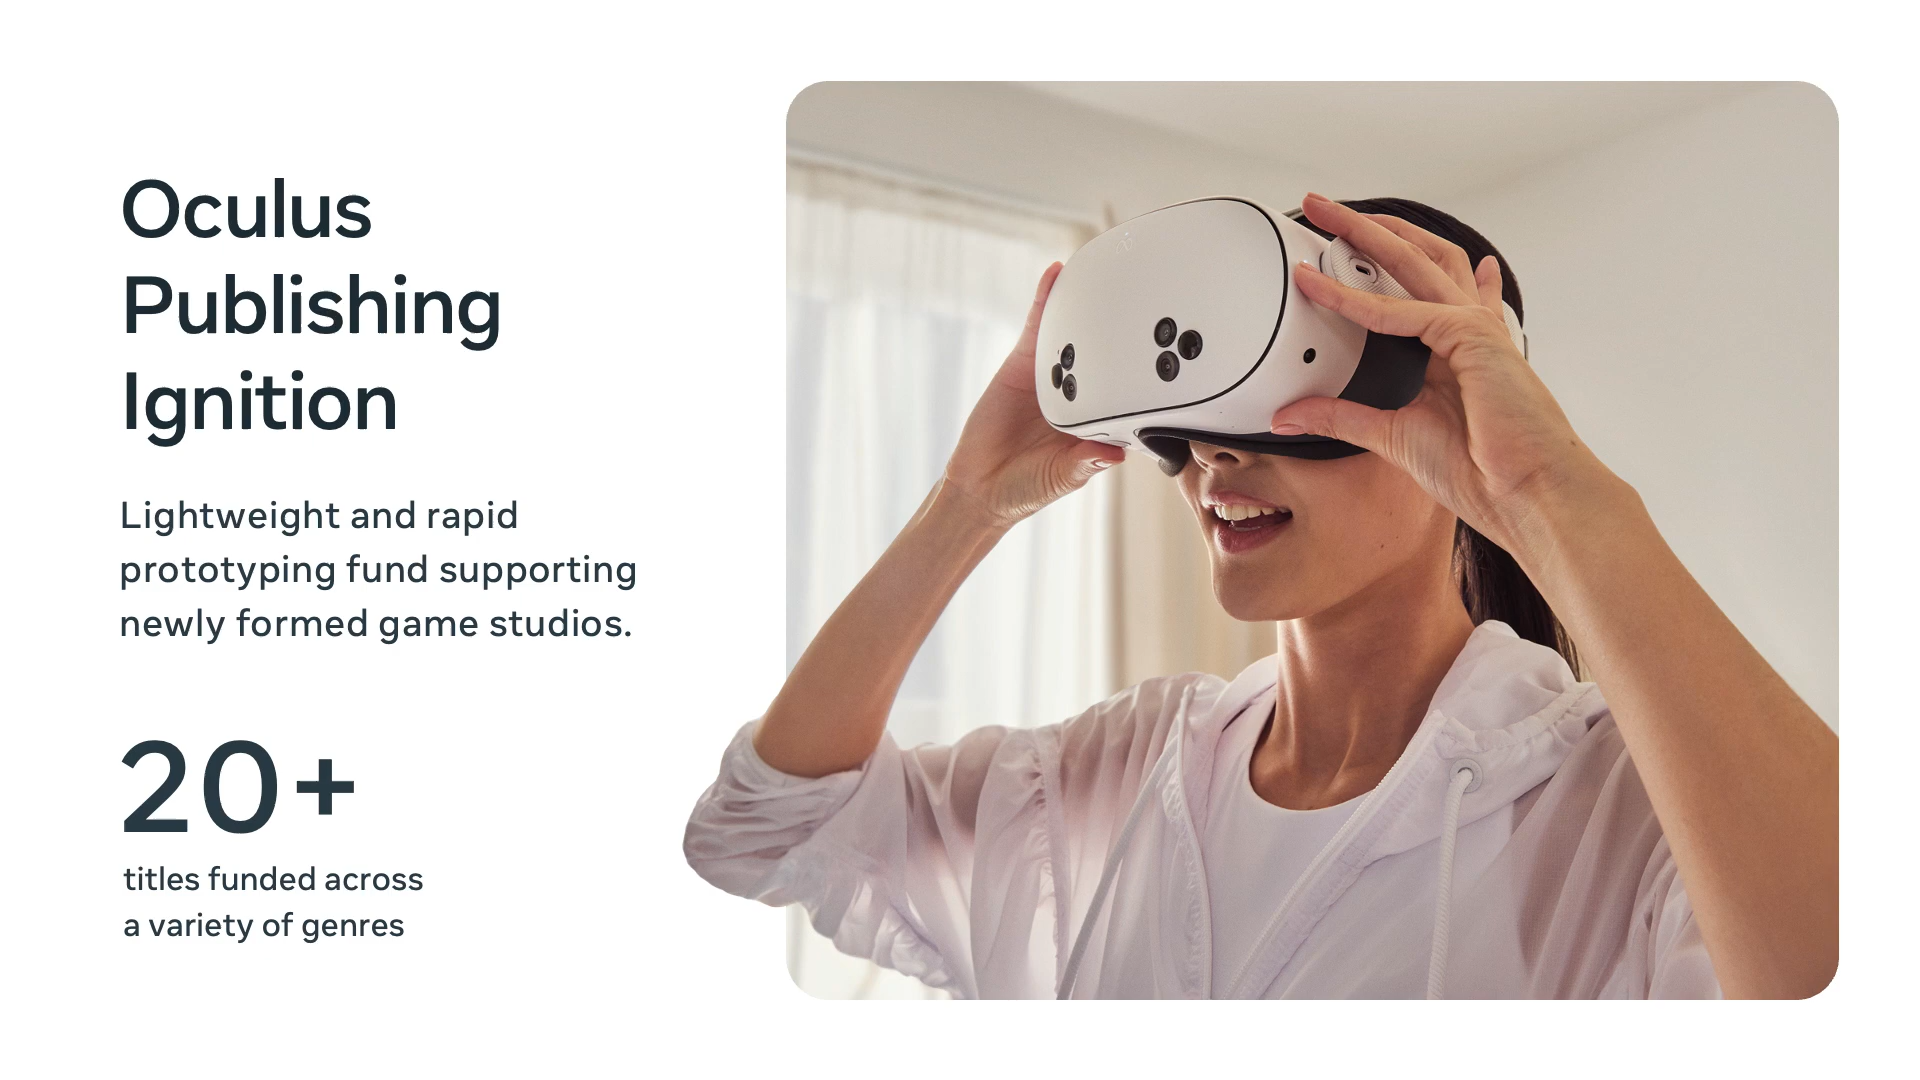 Oculus
Publishing
Ignition
Lightweight and rapid
prototyping fund supporting
newly formed game studios.
20+
titles funded across
a variety of genres